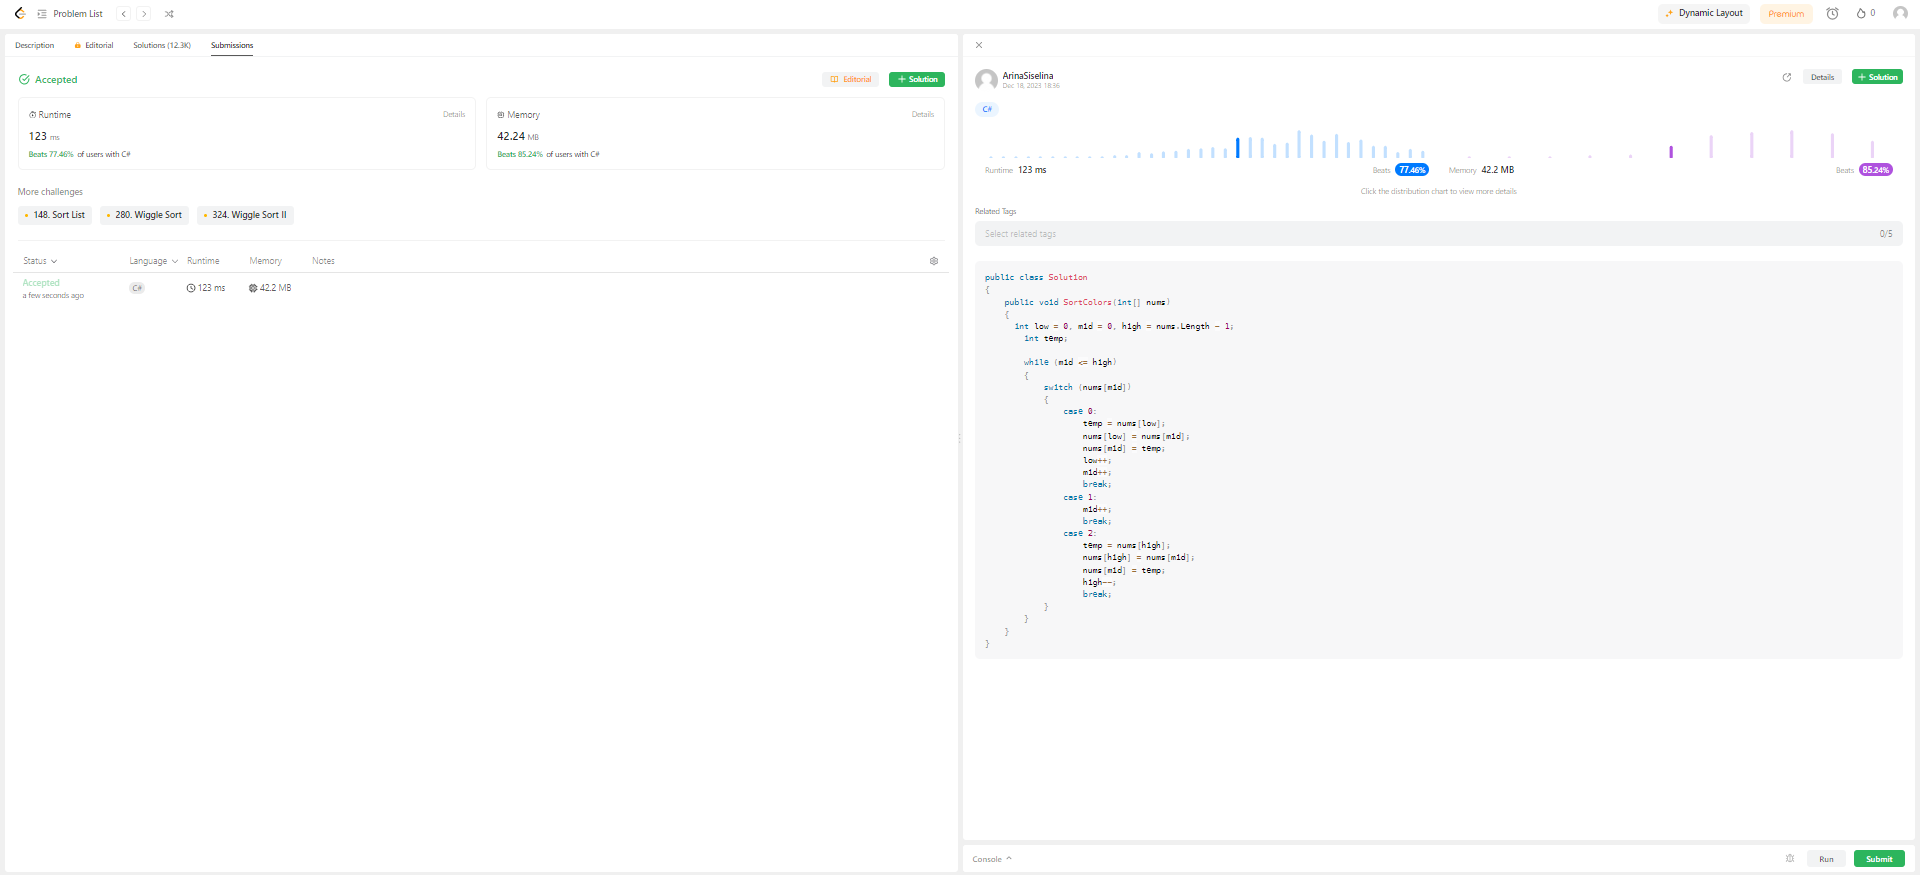 Problem List
Dynamic Layout
Premium
0
Description
Editorial
Solutions (12.3K)
Submissions
Accepted
Editorial
+ Solution
Runtime
Details
123 ms
Beats 77.46% of users with C#
Memory
Details
42.24 MB
Beats 85.24% of users with C#
More challenges
148. Sort List
280. Wiggle Sort
324. Wiggle Sort II
Status
Language
Runtime
Memory
Notes
Accepted
a few seconds ago
C#
123 ms
42.2 MB
ArinaSiselina
Dec 18, 2023 18:36
Details
+ Solution
C#
Runtime 123 ms
Beats 77.46%
Memory 42.2 MB
Beats 85.24%
Click the distribution chart to view more details
Related Tags
Select related tags
0/5
public class Solution
{
public void SortColors(int[] nums)
{
int low = 0, mid = 0, high = nums.Length - 1;
int temp;
while (mid <= high)
{
switch (nums[mid])
{
case 0:
temp = nums[low];
nums[low] = nums[mid];
nums[mid] = temp;
low++;
mid++;
break;
case 1:
mid++;
break;
case 2:
temp = nums[high];
nums[high] = nums[mid];
nums[mid] = temp;
high--;
break;
}
}
}
}
Console
Run
Submit